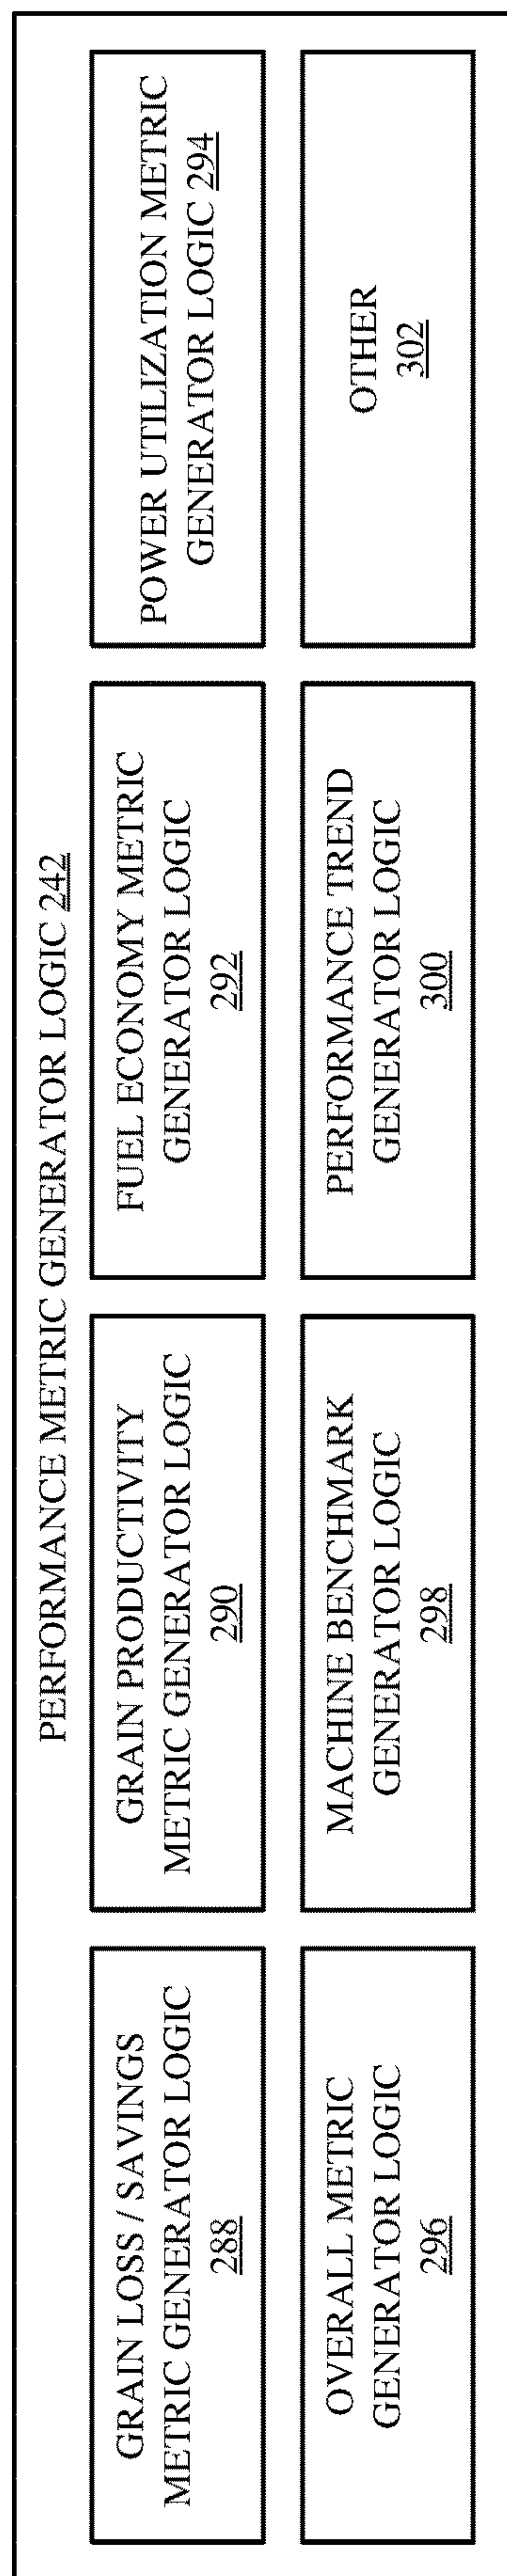 PERFORMANCE METRIC GENERATOR LOGIC 242
GRAIN LOSS / SAVINGS
METRIC GENERATOR LOGIC
288
GRAIN PRODUCTIVITY
METRIC GENERATOR LOGIC
290
FUEL ECONOMY METRIC
GENERATOR LOGIC
292
POWER UTILIZATION METRIC
GENERATOR LOGIC 294
OVERALL METRIC
GENERATOR LOGIC
296
MACHINE BENCHMARK
GENERATOR LOGIC
298
PERFORMANCE TREND
GENERATOR LOGIC
300
OTHER
302